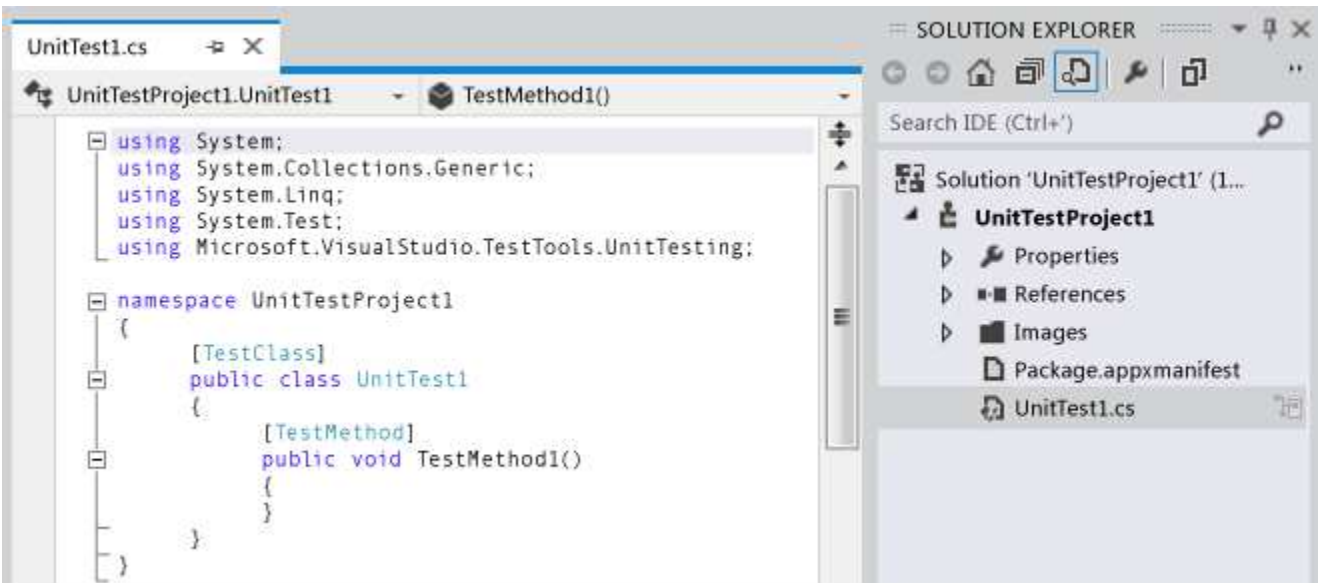 UnitTest1.cs
UnitTestProject1.UnitTest1
TestMethod1()
using System;
using System.Collections.Generic;
using System.Linq;
using System.Test;
using Microsoft.VisualStudio.TestTools.UnitTesting;
namespace UnitTestProject1
{
[TestClass]
public class UnitTest1
{
[TestMethod]
public void TestMethod1()
{
}
}
}
SOLUTION EXPLORER
Search IDE (Ctrl+')
Solution 'UnitTestProject1' (1...
UnitTestProject1
Properties
References
Images
Package.appxmanifest
UnitTest1.cs